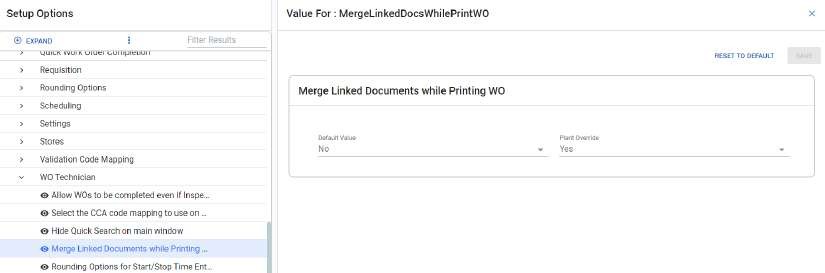 Setup Options
EXPAND
Filter Results
Quick Work Order Completion
Requisition
Rounding Options
Scheduling
Settings
Stores
Validation Code Mapping
WO Technician
Allow WOs to be completed even if Inspe...
Select the CCA code mapping to use on ...
Hide Quick Search on main window
Merge Linked Documents while Printing ...
Rounding Options for Start/Stop Time Ent...
Value For : MergeLinkedDocsWhilePrintWO
RESET TO DEFAULT
SAVE
Merge Linked Documents while Printing WO
Default Value
No
Plant Override
Yes